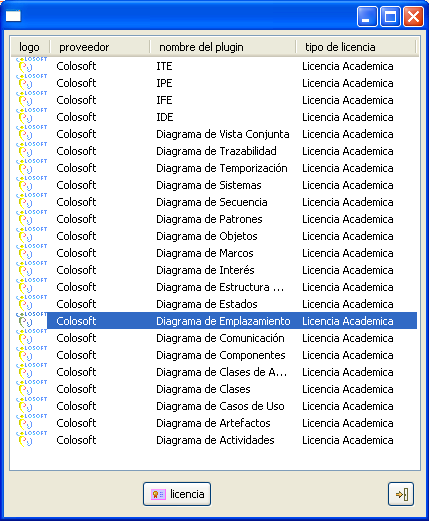 logo proveedor nombre del plugin tipo de licencia
COLOSOFT Colosoft ITE Licencia Academica
COLOSOFT Colosoft IPE Licencia Academica
COLOSOFT Colosoft IFE Licencia Academica
COLOSOFT Colosoft IDE Licencia Academica
COLOSOFT Colosoft Diagrama de Vista Conjunta Licencia Academica
COLOSOFT Colosoft Diagrama de Trazabilidad Licencia Academica
COLOSOFT Colosoft Diagrama de Temporización Licencia Academica
COLOSOFT Colosoft Diagrama de Sistemas Licencia Academica
COLOSOFT Colosoft Diagrama de Secuencia Licencia Academica
COLOSOFT Colosoft Diagrama de Patrones Licencia Academica
COLOSOFT Colosoft Diagrama de Objetos Licencia Academica
COLOSOFT Colosoft Diagrama de Marcos Licencia Academica
COLOSOFT Colosoft Diagrama de Interés Licencia Academica
COLOSOFT Colosoft Diagrama de Estructura ... Licencia Academica
COLOSOFT Colosoft Diagrama de Estados Licencia Academica
COLOSOFT Colosoft Diagrama de Emplazamiento Licencia Academica
COLOSOFT Colosoft Diagrama de Comunicación Licencia Academica
COLOSOFT Colosoft Diagrama de Componentes Licencia Academica
COLOSOFT Colosoft Diagrama de Clases de A... Licencia Academica
COLOSOFT Colosoft Diagrama de Clases Licencia Academica
COLOSOFT Colosoft Diagrama de Casos de Uso Licencia Academica
COLOSOFT Colosoft Diagrama de Artefactos Licencia Academica
COLOSOFT Colosoft Diagrama de Actividades Licencia Academica
licencia